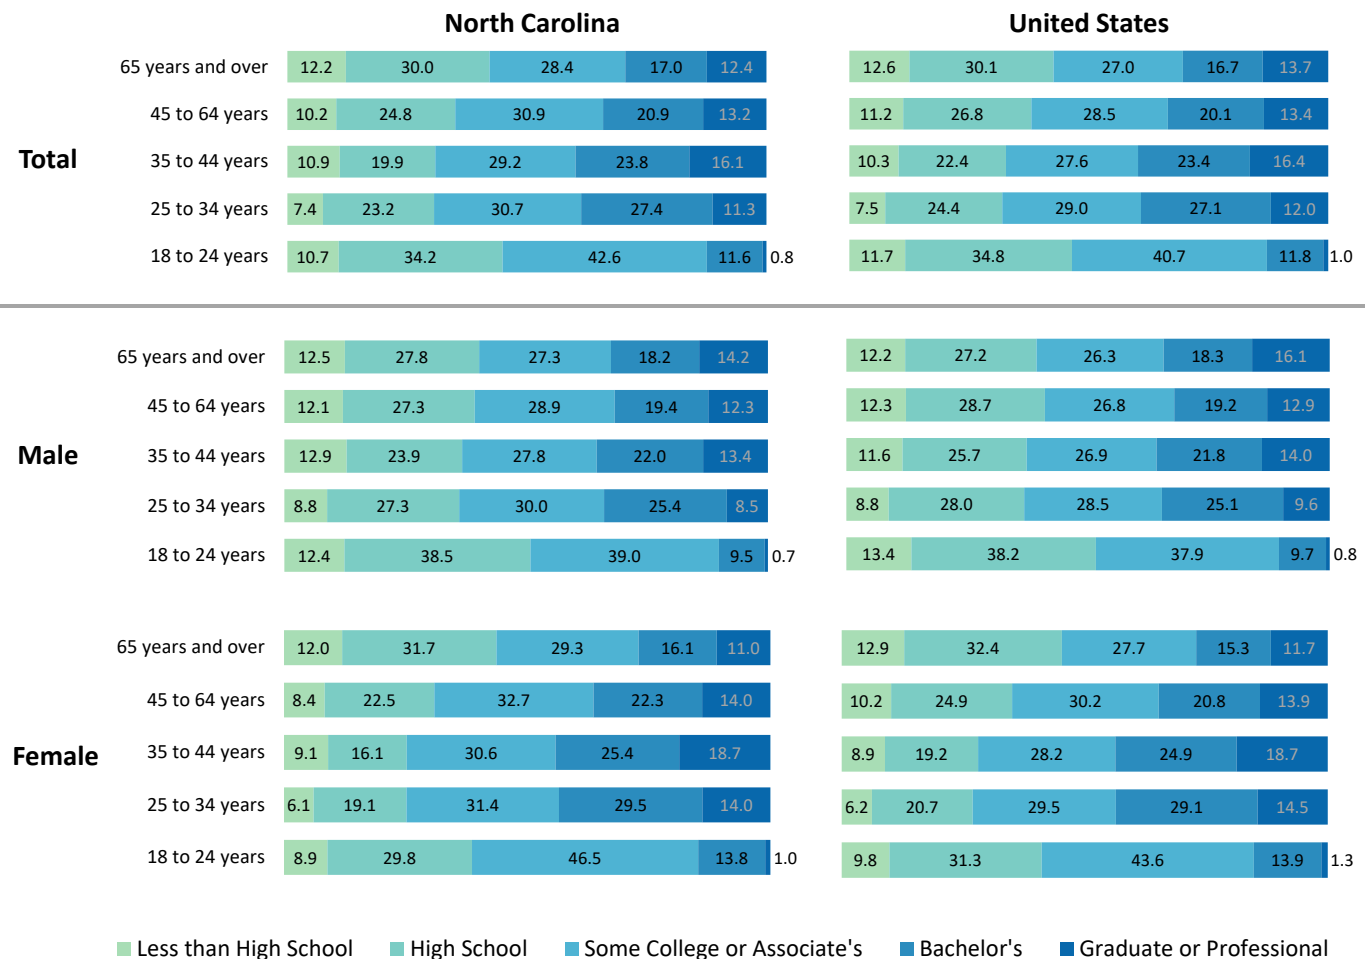 North Carolina United States
65 years and over 12.2 30.0 28.4 17.0 12.4 12.6 30.1 27.0 16.7 13.7
45 to 64 years 10.2 24.8 30.9 20.9 13.2 11.2 26.8 28.5 20.1 13.4
Total 35 to 44 years 10.9 19.9 29.2 23.8 16.1 10.3 22.4 27.6 23.4 16.4
25 to 34 years 7.4 23.2 30.7 27.4 11.3 7.5 24.4 29.0 27.1 12.0
18 to 24 years 10.7 34.2 42.6 11.6 0.8 11.7 34.8 40.7 11.8 1.0
65 years and over 12.5 27.8 27.3 18.2 14.2 12.2 27.2 26.3 18.3 16.1
45 to 64 years 12.1 27.3 28.9 19.4 12.3 12.3 28.7 26.8 19.2 12.9
Male 35 to 44 years 12.9 23.9 27.8 22.0 13.4 11.6 25.7 26.9 21.8 14.0
25 to 34 years 8.8 27.3 30.0 25.4 8.5 8.8 28.0 28.5 25.1 9.6
18 to 24 years 12.4 38.5 39.0 9.5 0.7 13.4 38.2 37.9 9.7 0.8
65 years and over 12.0 31.7 29.3 16.1 11.0 12.9 32.4 27.7 15.3 11.7
45 to 64 years 8.4 22.5 32.7 22.3 14.0 10.2 24.9 30.2 20.8 13.9
Female 35 to 44 years 9.1 16.1 30.6 25.4 18.7 8.9 19.2 28.2 24.9 18.7
25 to 34 years 6.1 19.1 31.4 29.5 14.0 6.2 20.7 29.5 29.1 14.5
18 to 24 years 8.9 29.8 46.5 13.8 1.0 9.8 31.3 43.6 13.9 1.3
Less than High School High School Some College or Associate's Bachelor's Graduate or Professional